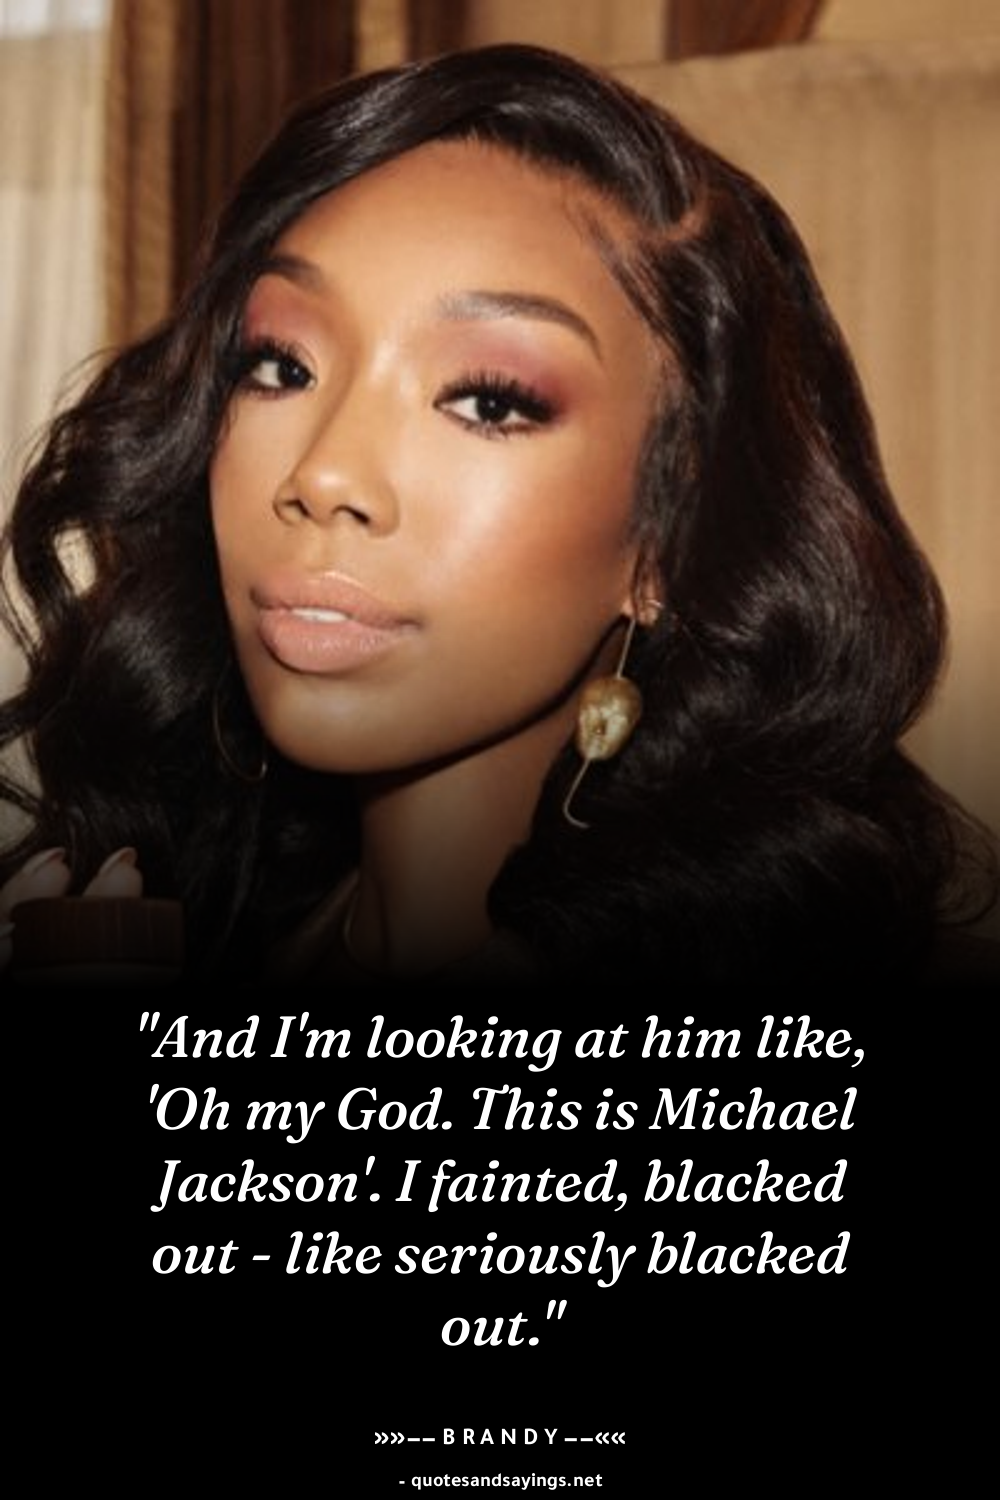 "And I'm looking at him like,
'Oh my God. This is Michael
Jackson'. I fainted, blacked
out - like seriously blacked
out."
»»––BRANDY––««
- quotesandsayings.net